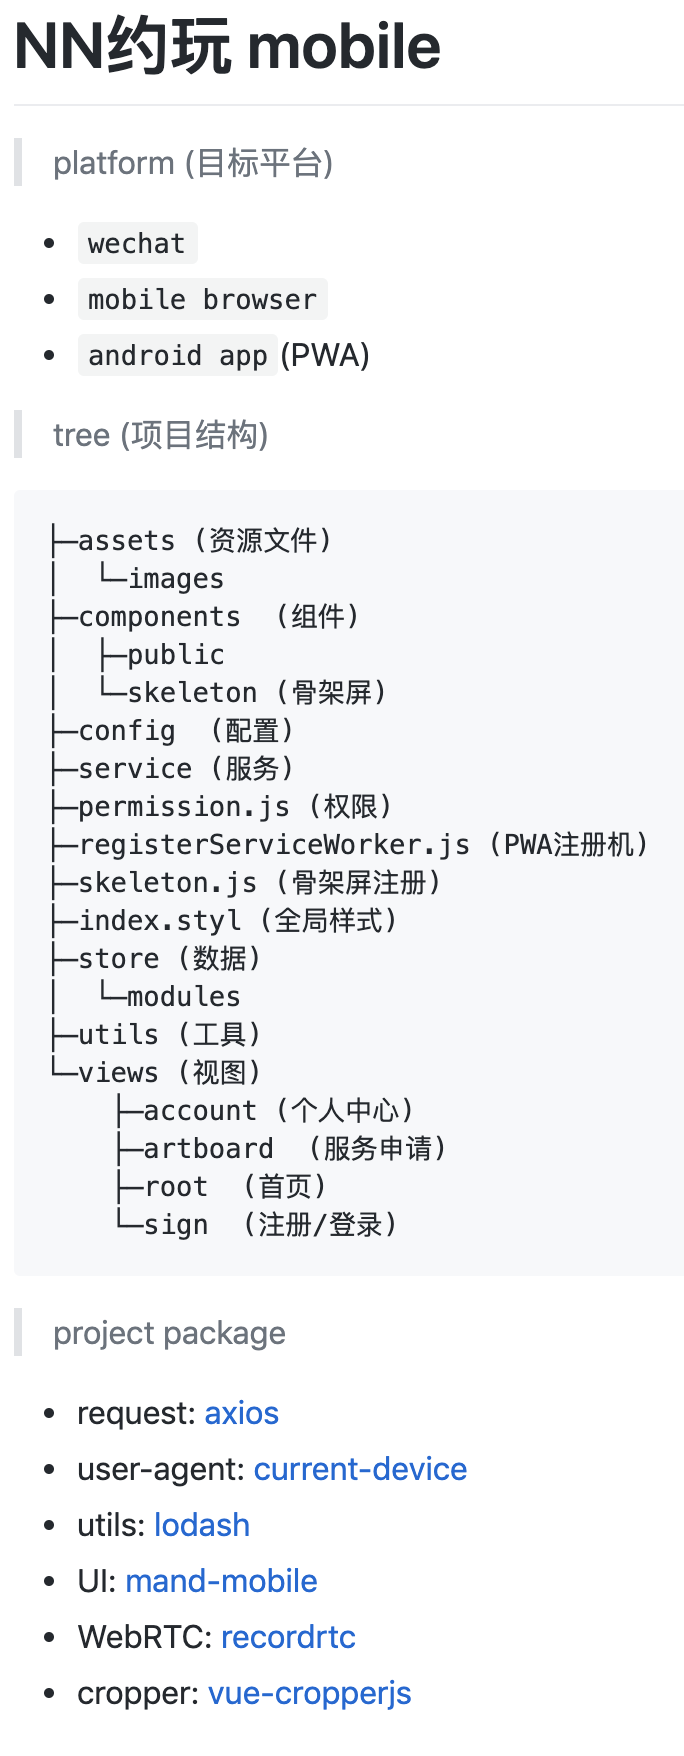 NN约玩 mobile
platform (目标平台)
wechat
mobile browser
android app (PWA)
tree (项目结构)
├─assets (资源文件)
│  └─images
├─components  (组件)
│  ├─public
│  └─skeleton (骨架屏)
├─config  (配置)
├─service (服务)
├─permission.js (权限)
├─registerServiceWorker.js (PWA注册机)
├─skeleton.js (骨架屏注册)
├─index.styl (全局样式)
├─store (数据)
│  └─modules
├─utils (工具)
└─views (视图)
    ├─account (个人中心)
    ├─artboard  (服务申请)
    ├─root  (首页)
    └─sign  (注册/登录)
project package
request: axios
user-agent: current-device
utils: lodash
UI: mand-mobile
WebRTC: recordrtc
cropper: vue-cropperjs